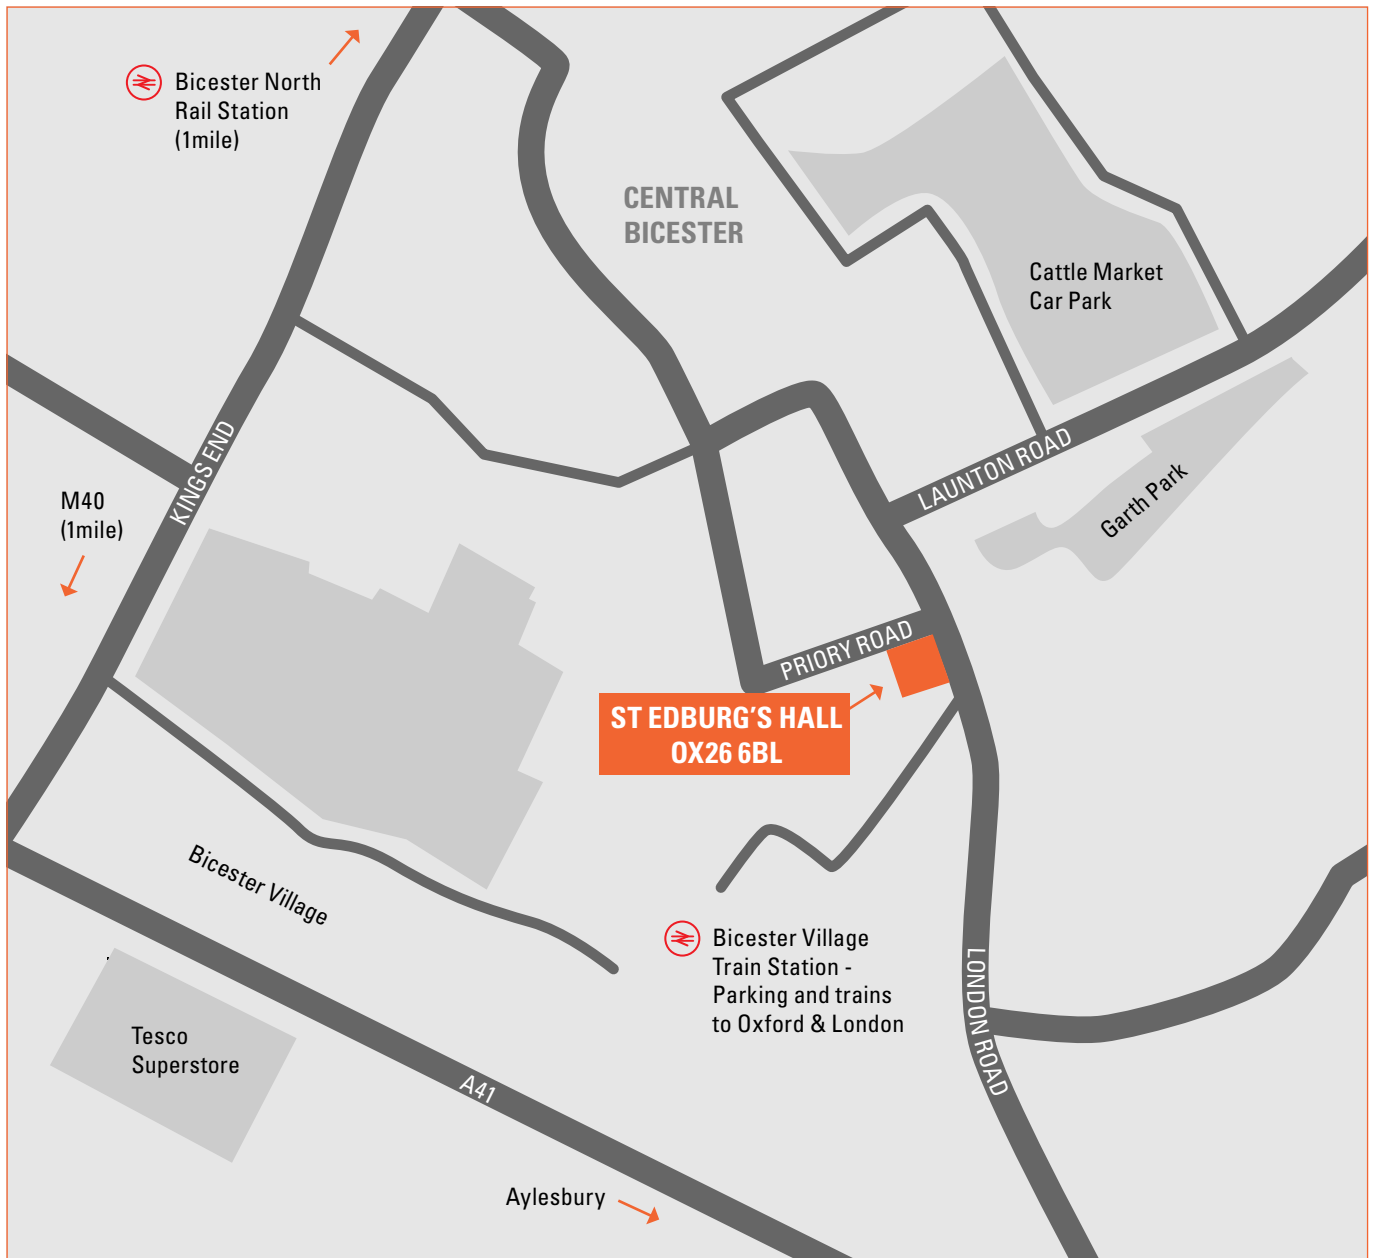 Bicester North
Rail Station
(1mile)
CENTRAL
BICESTER
Cattle Market
Car Park
KINGS END
M40
(1mile)
LAUNTON ROAD
Garth Park
PRIORY ROAD
ST EDBURG'S HALL
OX26 6BL
Bicester Village
Bicester Village
Train Station -
Parking and trains
to Oxford & London
LONDON ROAD
Tesco
Superstore
A41
Aylesbury